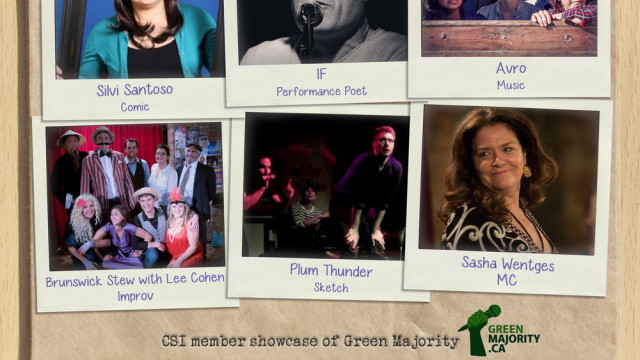 Silvi Santoso
Comic
IF
Performance Poet
Avro
Music
Brunswick Stew with Lee Cohen
Improv
Plum Thunder
Sketch
Sasha Wentges
MC
CSI member showcase of Green Majority
GREEN
MAJORITY
.CA